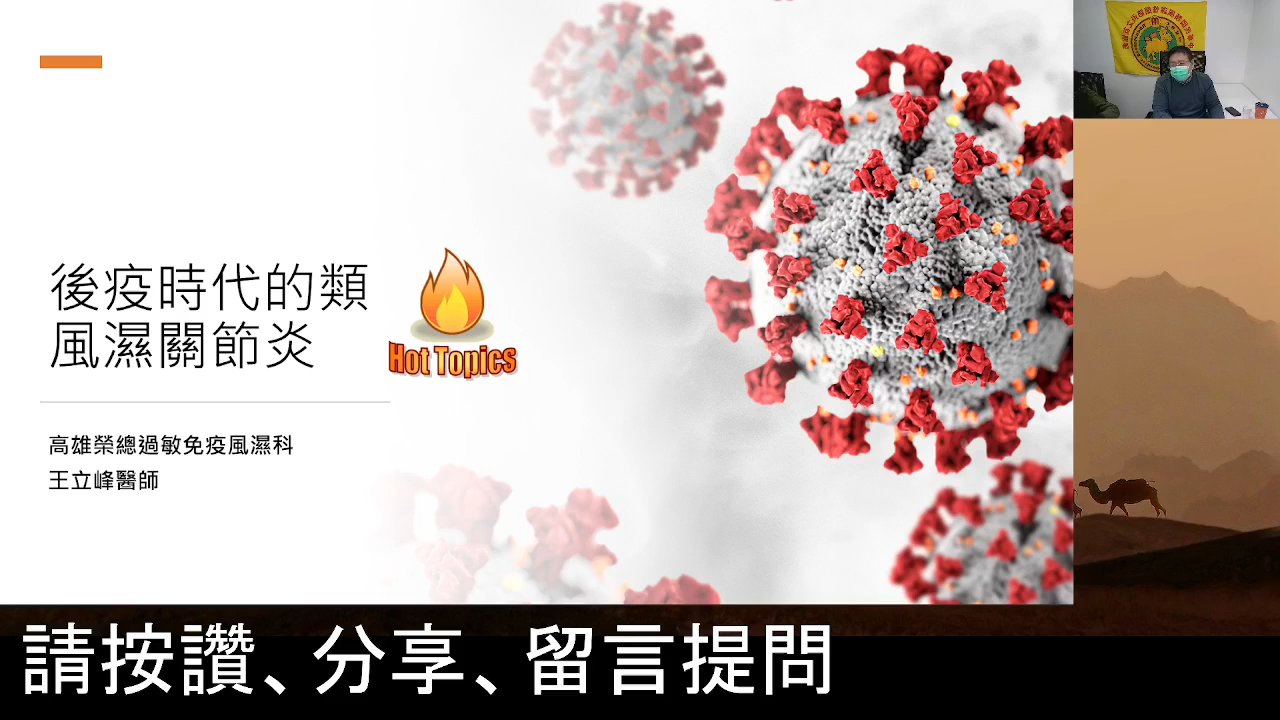 後疫時代的類
風濕關節炎
Hot Topics
高雄榮總過敏免疫風濕科
王立峰醫師
請按讚、分享、留言提問